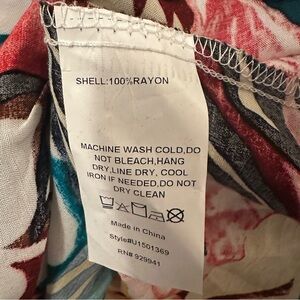 SHELL:100%RAYON
MACHINE WASH COLD,DO
NOT BLEACH,HANG
DRY,LINE DRY, COOL
IRON IF NEEDED,DO NOT
DRY CLEAN
Made in China
Style#U1501369
RN# 929941